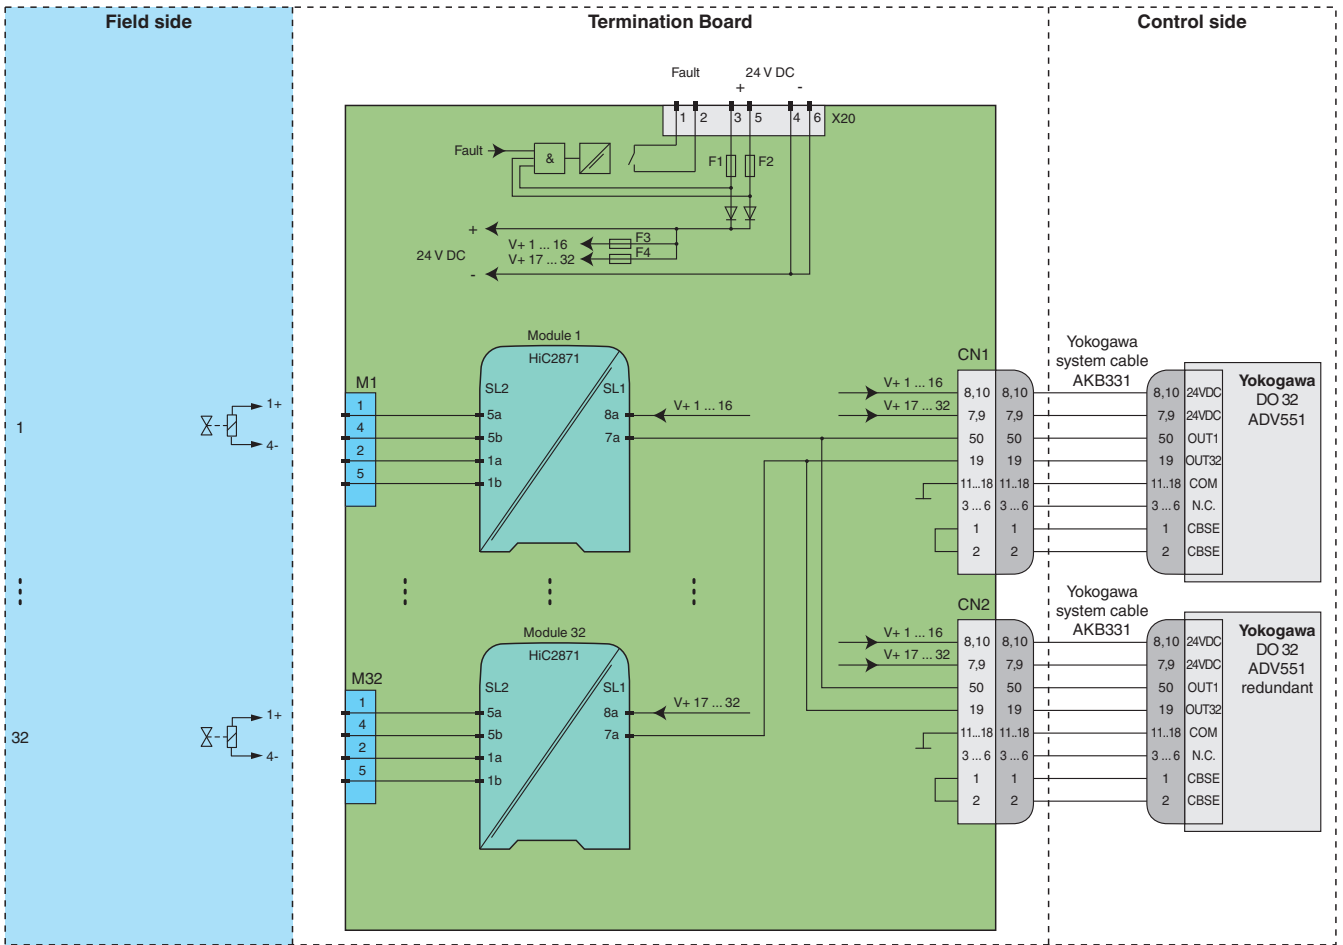 Field side
Termination Board
Control side
Fault
24 V DC
+
-
1 2 3 5 4 6
X20
Fault
&
F1
F2
+
V+ 1 ... 16
F3
24 V DC
V+ 17 ... 32
F4
-
1
1+
4-
M1
1
4
2
5
Module 1
HiC2871
SL2
SL1
5a
5b
1a
1b
8a
7a
V+ 1 ... 16
V+ 1 ... 16
V+ 17 ... 32
CN1
8,10 8,10
7,9 7,9
50 50
19 19
11..18 11..18
3 ... 6 3 ... 6
1 1
2 2
Yokogawa
system cable
AKB331
8,10 24VDC
7,9 24VDC
50 OUT1
19 OUT32
11..18 COM
3 ... 6 N.C.
1 CBSE
2 CBSE
Yokogawa
DO 32
ADV551
32
1+
4-
M32
1
4
2
5
Module 32
HiC2871
SL2
SL1
5a
5b
1a
1b
8a
7a
V+ 17 ... 32
V+ 1 ... 16
V+ 17 ... 32
CN2
8,10 8,10
7,9 7,9
50 50
19 19
11..18 11..18
3 ... 6 3 ... 6
1 1
2 2
Yokogawa
system cable
AKB331
8,10 24VDC
7,9 24VDC
50 OUT1
19 OUT32
11..18 COM
3 ... 6 N.C.
1 CBSE
2 CBSE
Yokogawa
DO 32
ADV551
redundant